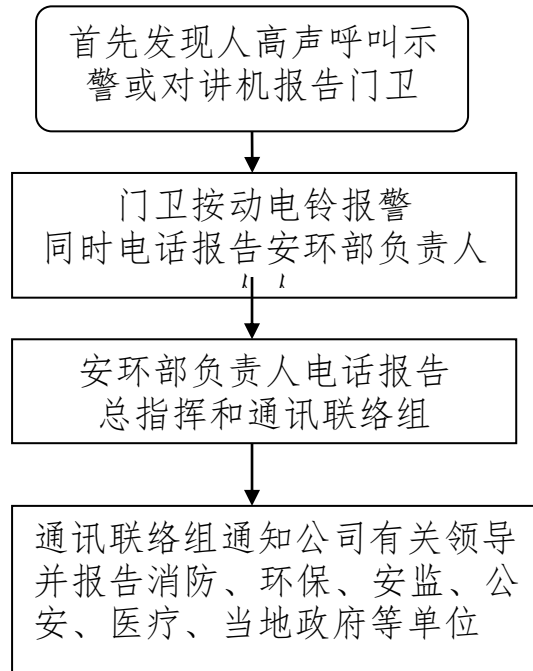 首先发现人高声呼叫示
警或对讲机报告门卫
门卫按动电铃报警
同时电话报告安环部负责人
安环部负责人电话报告
总指挥和通讯联络组
通讯联络组通知公司有关领导
并报告消防、环保、安监、公
安、医疗、当地政府等单位